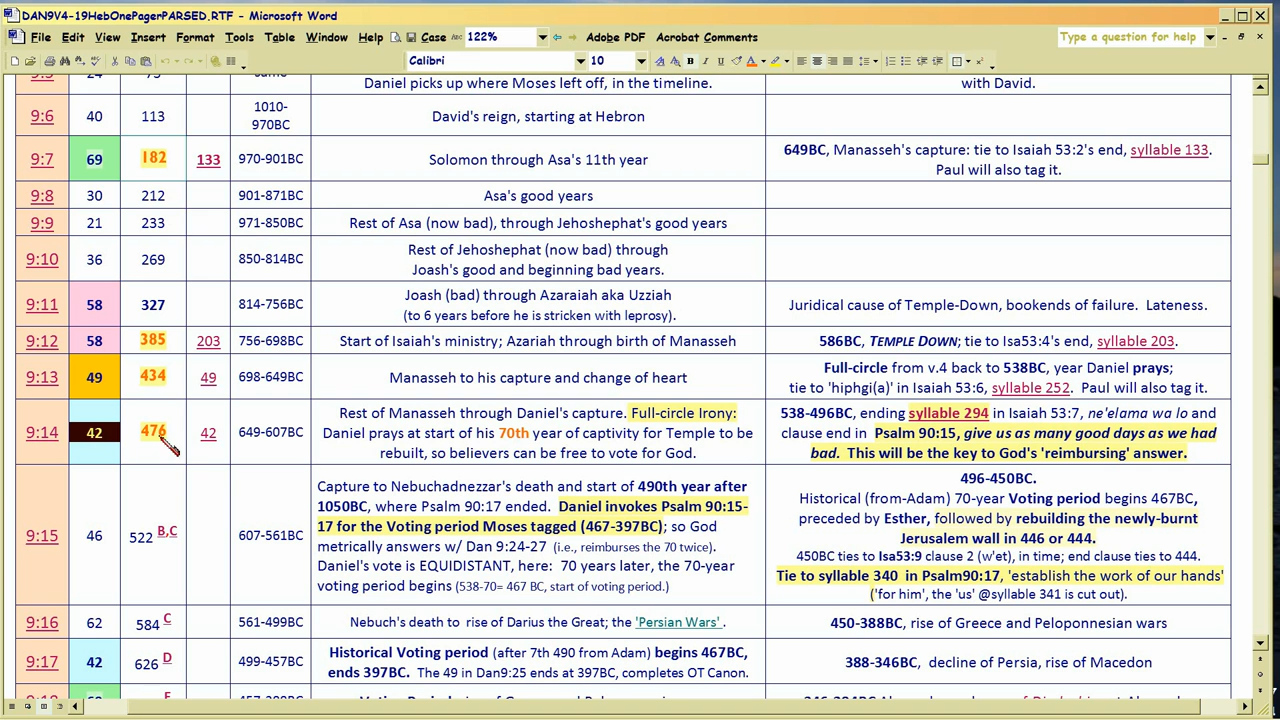 DAN9V4-19HebOnePagerPARSED.RTF - Microsoft Word
File Edit View Insert Format Tools Table Window Help Case 122% Adobe PDF Acrobat Comments Type a question for help
Calibri 10
Daniel picks up where Moses left off, in the timeline. with David.
9:6 40 113 1010-970BC David's reign, starting at Hebron
9:7 69 182 133 970-901BC Solomon through Asa's 11th year 649BC, Manasseh's capture: tie to Isaiah 53:2's end, syllable 133.
Paul will also tag it.
9:8 30 212 901-871BC Asa's good years
9:9 21 233 971-850BC Rest of Asa (now bad), through Jehoshephat's good years
9:10 36 269 850-814BC Rest of Jehoshephat (now bad) through
Joash's good and beginning bad years.
9:11 58 327 814-756BC Joash (bad) through Azaraiah aka Uzziah
(to 6 years before he is stricken with leprosy). Juridical cause of Temple-Down, bookends of failure. Lateness.
9:12 58 385 203 756-698BC Start of Isaiah's ministry; Azariah through birth of Manasseh 586BC, TEMPLE DOWN; tie to Isa53:4's end, syllable 203.
9:13 49 434 49 698-649BC Manasseh to his capture and change of heart Full-circle from v.4 back to 538BC, year Daniel prays;
tie to 'hiphgi(a)' in Isaiah 53:6, syllable 252. Paul will also tag it.
9:14 42 476 42 649-607BC Rest of Manasseh through Daniel's capture. Full-circle Irony:
Daniel prays at start of his 70th year of captivity for Temple to be
rebuilt, so believers can be free to vote for God.
538-496BC, ending syllable 294 in Isaiah 53:7, ne'elama wa lo and
clause end in Psalm 90:15, give us as many good days as we had
bad. This will be the key to God's 'reimbursing' answer.
9:15 46 522 B,C 607-561BC Capture to Nebuchadnezzar's death and start of 490th year after
1050BC, where Psalm 90:17 ended. Daniel invokes Psalm 90:15-
17 for the Voting period Moses tagged (467-397BC); so God
metrically answers w/ Dan 9:24-27 (i.e., reimburses the 70 twice).
Daniel's vote is EQUIDISTANT, here: 70 years later, the 70-year
voting period begins (538-70= 467 BC, start of voting period.)
496-450BC.
Historical (from-Adam) 70-year Voting period begins 467BC,
preceded by Esther, followed by rebuilding the newly-burnt
Jerusalem wall in 446 or 444.
450BC ties to Isa53:9 clause 2 (w'et), in time; end clause ties to 444.
Tie to syllable 340 in Psalm90:17, 'establish the work of our hands'
('for him', the 'us' @syllable 341 is cut out).
9:16 62 584 C 561-499BC Nebuch's death to rise of Darius the Great; the 'Persian Wars'. 450-388BC, rise of Greece and Peloponnesian wars
9:17 42 626 D 499-457BC Historical Voting period (after 7th 490 from Adam) begins 467BC,
ends 397BC. The 49 in Dan9:25 ends at 397BC, completes OT Canon. 388-346BC, decline of Persia, rise of Macedon